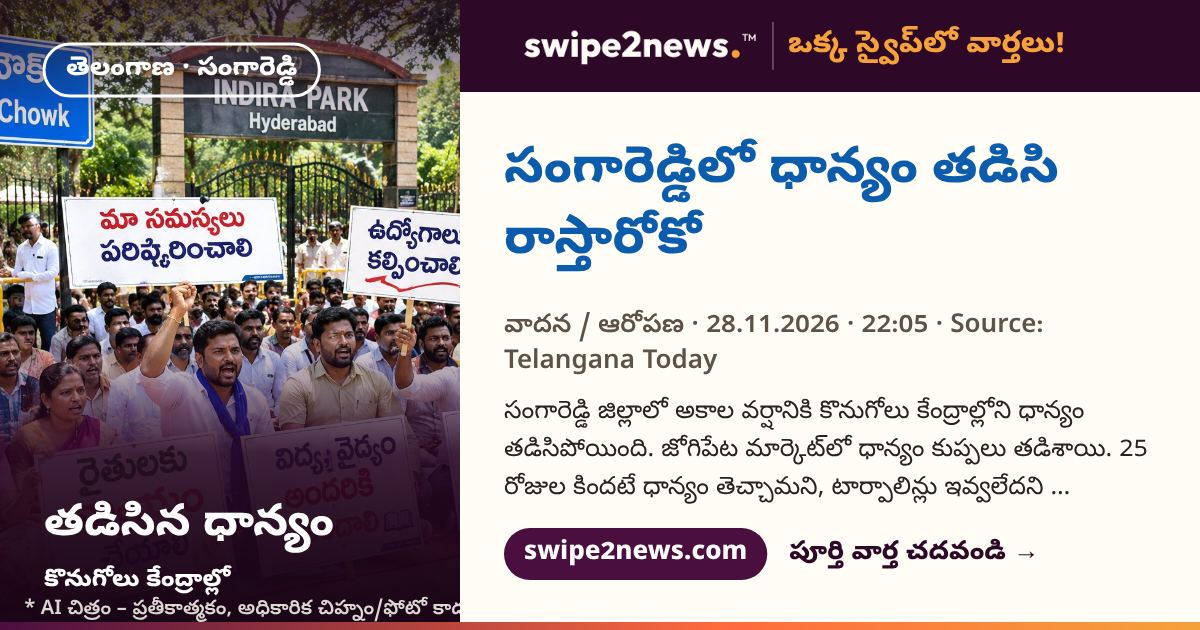 చౌక్
Chowk
తెలంగాణ · సంగారెడ్డి
INDIRA PARK
Hyderabad
మా సమస్యలు
పరిష్కరించాలి
ఉద్యోగాలు
కల్పించాలి
రైతులకు
విద్య, వైద్యం
అందరికి
తడిసిన ధాన్యం
కొనుగోలు కేంద్రాల్లో
* AI చిత్రం – ప్రతీకాత్మకం, అధికారిక చిహ్నం/ఫోటో కాదు
swipe2news.™
ఒక్క స్వైప్‌లో వార్తలు!
సంగారెడ్డిలో ధాన్యం తడిసి
రాస్తారోకో
వాదన / ఆరోపణ · 28.11.2026 · 22:05 · Source:
Telangana Today
సంగారెడ్డి జిల్లాలో అకాల వర్షానికి కొనుగోలు కేంద్రాల్లోని ధాన్యం
తడిసిపోయింది. జోగిపేట మార్కెట్‌లో ధాన్యం కుప్పలు తడిశాయి. 25
రోజుల కిందటే ధాన్యం తెచ్చామని, టార్పాలిన్లు ఇవ్వలేదని ...
swipe2news.com
పూర్తి వార్త చదవండి →